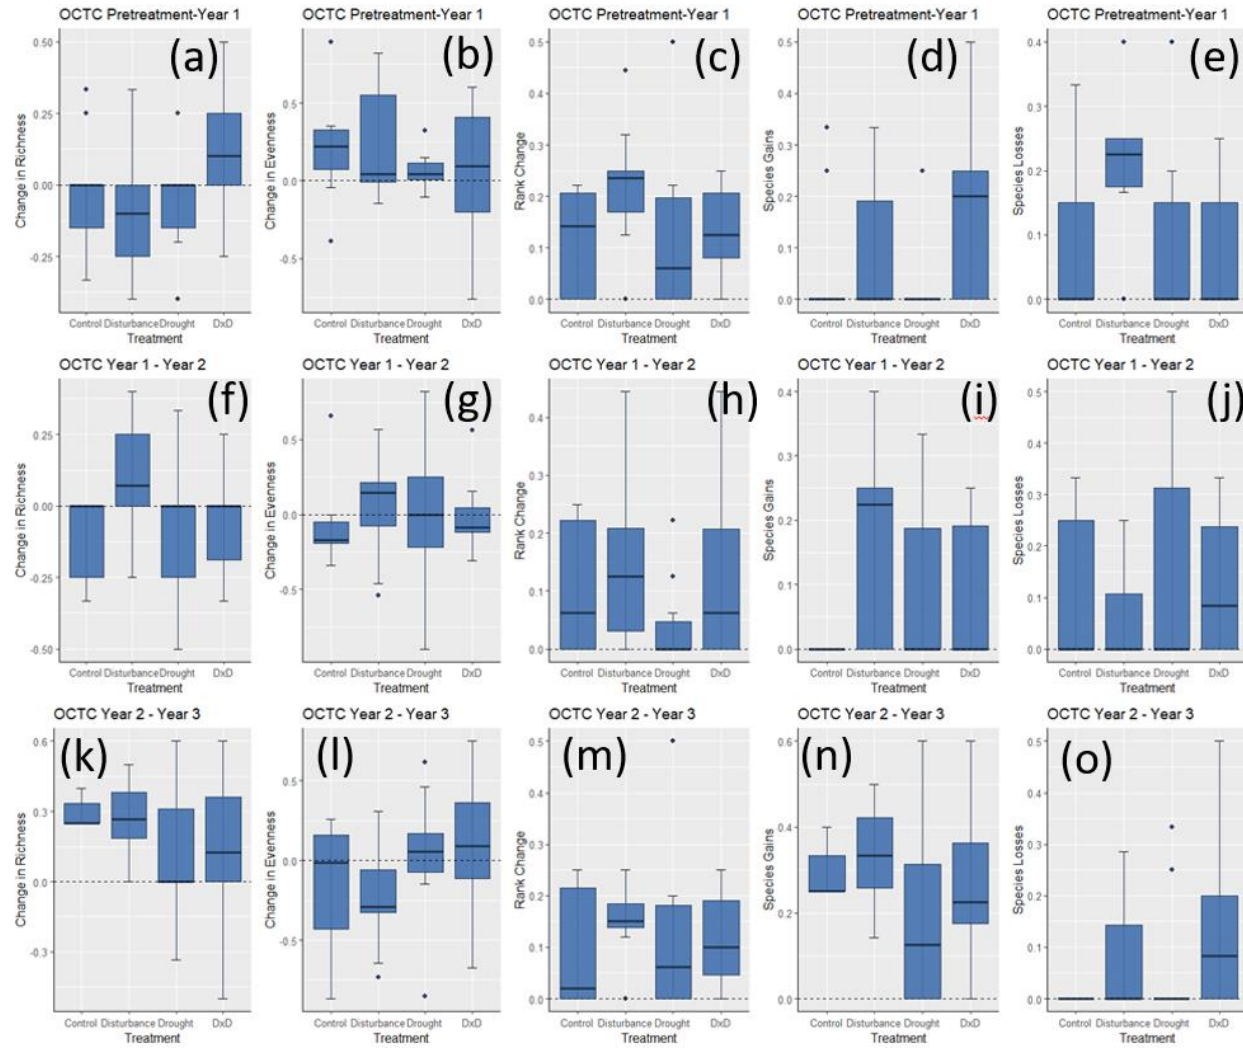 OCTC Pretreatment-Year 1
(a)
Change in Richness
0.50
0.25
0.00
-0.25
Control Disturbance Drought DxD
Treatment
OCTC Pretreatment-Year 1
(b)
Change in Evenness
0.5
0.0
-0.5
Control Disturbance Drought DxD
Treatment
OCTC Pretreatment-Year 1
(c)
Rank Change
0.5
0.4
0.3
0.2
0.1
0.0
Control Disturbance Drought DxD
Treatment
OCTC Pretreatment-Year 1
(d)
Species Gains
0.5
0.4
0.3
0.2
0.1
0.0
Control Disturbance Drought DxD
Treatment
OCTC Pretreatment-Year 1
(e)
Species Losses
0.4
0.3
0.2
0.1
0.0
Control Disturbance Drought DxD
Treatment
OCTC Year 1 - Year 2
(f)
Change in Richness
0.25
0.00
-0.25
-0.50
Control Disturbance Drought DxD
Treatment
OCTC Year 1 - Year 2
(g)
Change in Evenness
0.5
0.0
-0.5
Control Disturbance Drought DxD
Treatment
OCTC Year 1 - Year 2
(h)
Rank Change
0.4
0.3
0.2
0.1
0.0
Control Disturbance Drought DxD
Treatment
OCTC Year 1 - Year 2
(i)
Species Gains
0.4
0.3
0.2
0.1
0.0
Control Disturbance Drought DxD
Treatment
OCTC Year 1 - Year 2
(j)
Species Losses
0.5
0.4
0.3
0.2
0.1
0.0
Control Disturbance Drought DxD
Treatment
OCTC Year 2 - Year 3
(k)
Change in Richness
0.6
0.3
0.0
-0.3
Control Disturbance Drought DxD
Treatment
OCTC Year 2 - Year 3
(l)
Change in Evenness
0.5
0.0
-0.5
Control Disturbance Drought DxD
Treatment
OCTC Year 2 - Year 3
(m)
Rank Change
0.5
0.4
0.3
0.2
0.1
0.0
Control Disturbance Drought DxD
Treatment
OCTC Year 2 - Year 3
(n)
Species Gains
0.6
0.4
0.2
0.0
Control Disturbance Drought DxD
Treatment
OCTC Year 2 - Year 3
(o)
Species Losses
0.5
0.4
0.3
0.2
0.1
0.0
Control Disturbance Drought DxD
Treatment